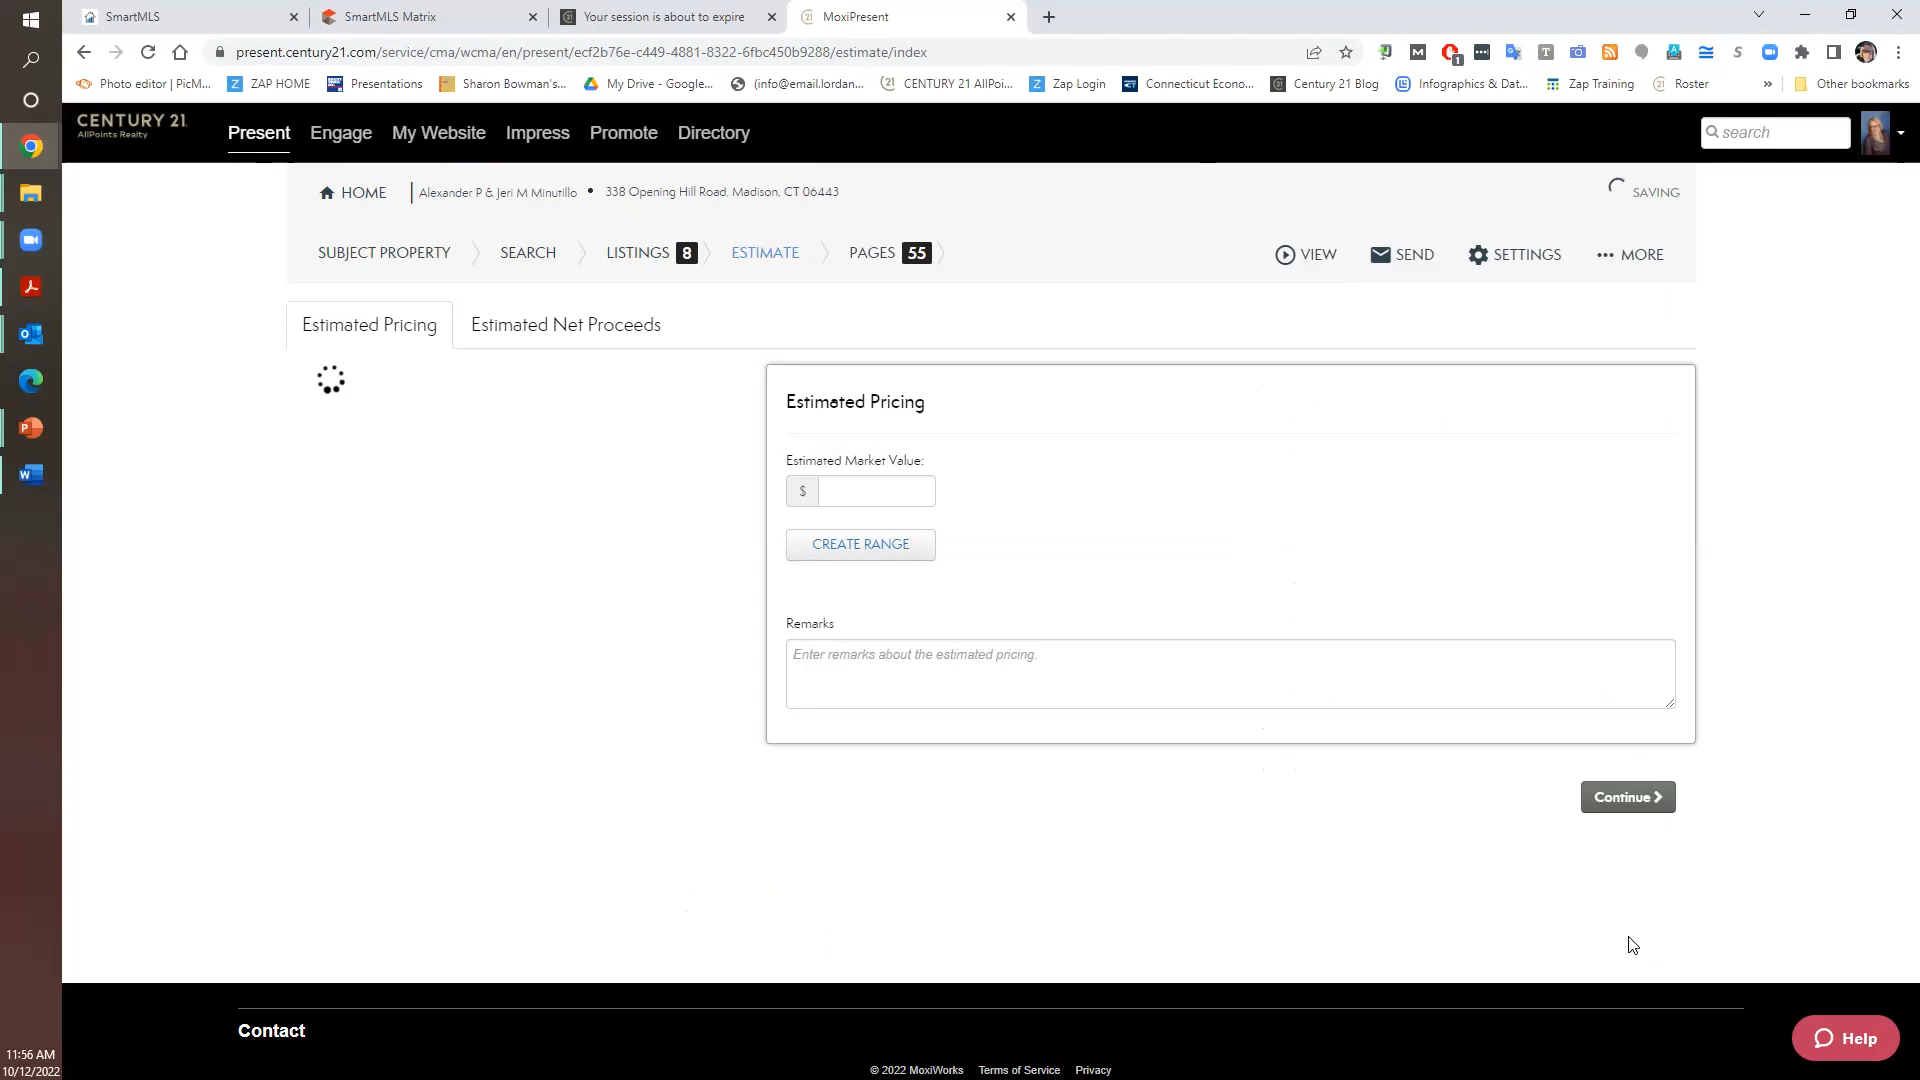 SmartMLS
SmartMLS Matrix
Your session is about to expire
MoxiPresent
present.century21.com/service/cma/wcma/en/present/ecf2b76e-c449-4881-8322-6fbc450b9288/estimate/index
Photo editor | PicM...
ZAP HOME
Presentations
Sharon Bowman's...
My Drive - Google...
(info@email.lordan...
CENTURY 21 AllPoi...
Zap Login
Connecticut Econo...
Century 21 Blog
Infographics & Dat...
Zap Training
Roster
»
Other bookmarks
CENTURY 21
AllPoints Realty
Present
Engage
My Website
Impress
Promote
Directory
search
HOME
Alexander P & Jeri M Minutillo • 338 Opening Hill Road, Madison, CT 06443
SAVING
SUBJECT PROPERTY
SEARCH
LISTINGS 8
ESTIMATE
PAGES 55
VIEW
SEND
SETTINGS
MORE
Estimated Pricing
Estimated Net Proceeds
Estimated Pricing
Estimated Market Value:
$
CREATE RANGE
Remarks
Enter remarks about the estimated pricing.
Continue
Contact
Help
© 2022 MoxiWorks
Terms of Service
Privacy
11:56 AM
10/12/2022